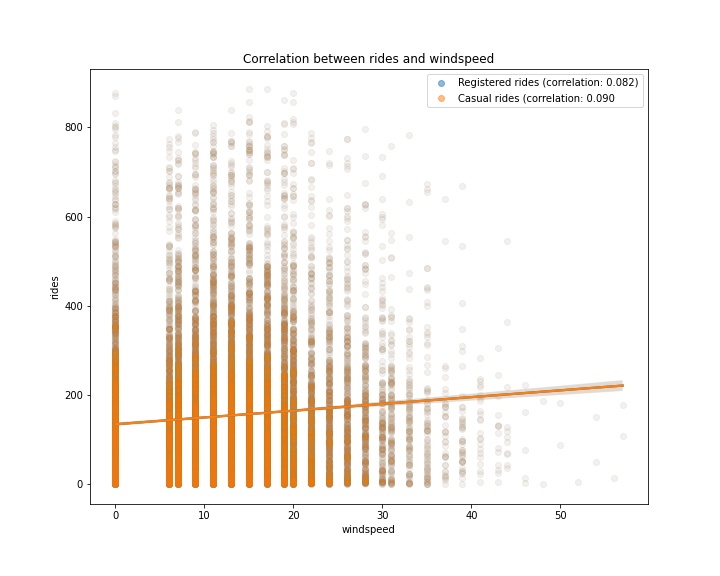 Correlation between rides and windspeed
Registered rides (correlation: 0.082)
Casual rides (correlation: 0.090
800
600
400
200
0
rides
0 10 20 30 40 50
windspeed